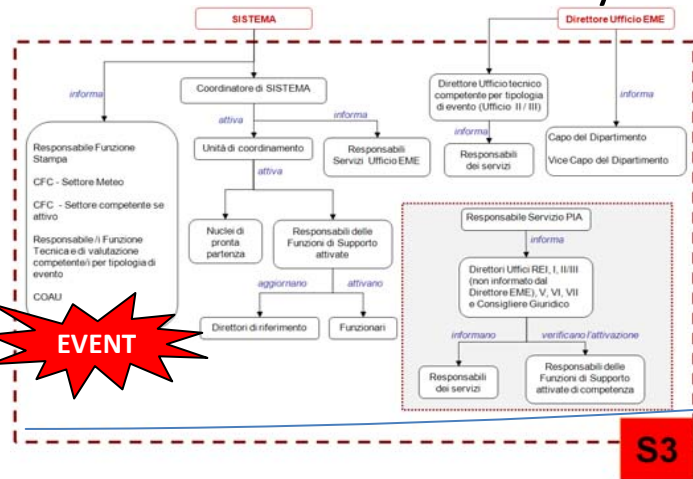 SISTEMA
Direttore Ufficio EME
informa
Coordinatore di SISTEMA
attiva
informa
Unità di coordinamento
Responsabili
Servizi Ufficio EME
attiva
Responsabile Funzione
Stampa
CFC - Settore Meteo
CFC - Settore competente se
attivo
Responsabile /i Funzione
Tecnica e di valutazione
competente/i per tipologia di
evento
COAU
Nuclei di
pronta
partenza
Responsabili delle
Funzioni di Supporto
attivate
aggiornano
attivano
Direttori di riferimento
Funzionari
EVENT
Direttore Ufficio tecnico
competente per tipologia
di evento (Ufficio II / III)
informa
Responsabili
dei servizi
informa
Capo del Dipartimento
Vice Capo del Dipartimento
Responsabile Servizio PIA
informa
Direttori Uffici REI, I, II/III
(non informato dal
Direttore EME), V, VI, VII
e Consigliere Giuridico
informano
verificano l'attivazione
Responsabili
dei servizi
Responsabili delle
Funzioni di Supporto
attivate di competenza
S3